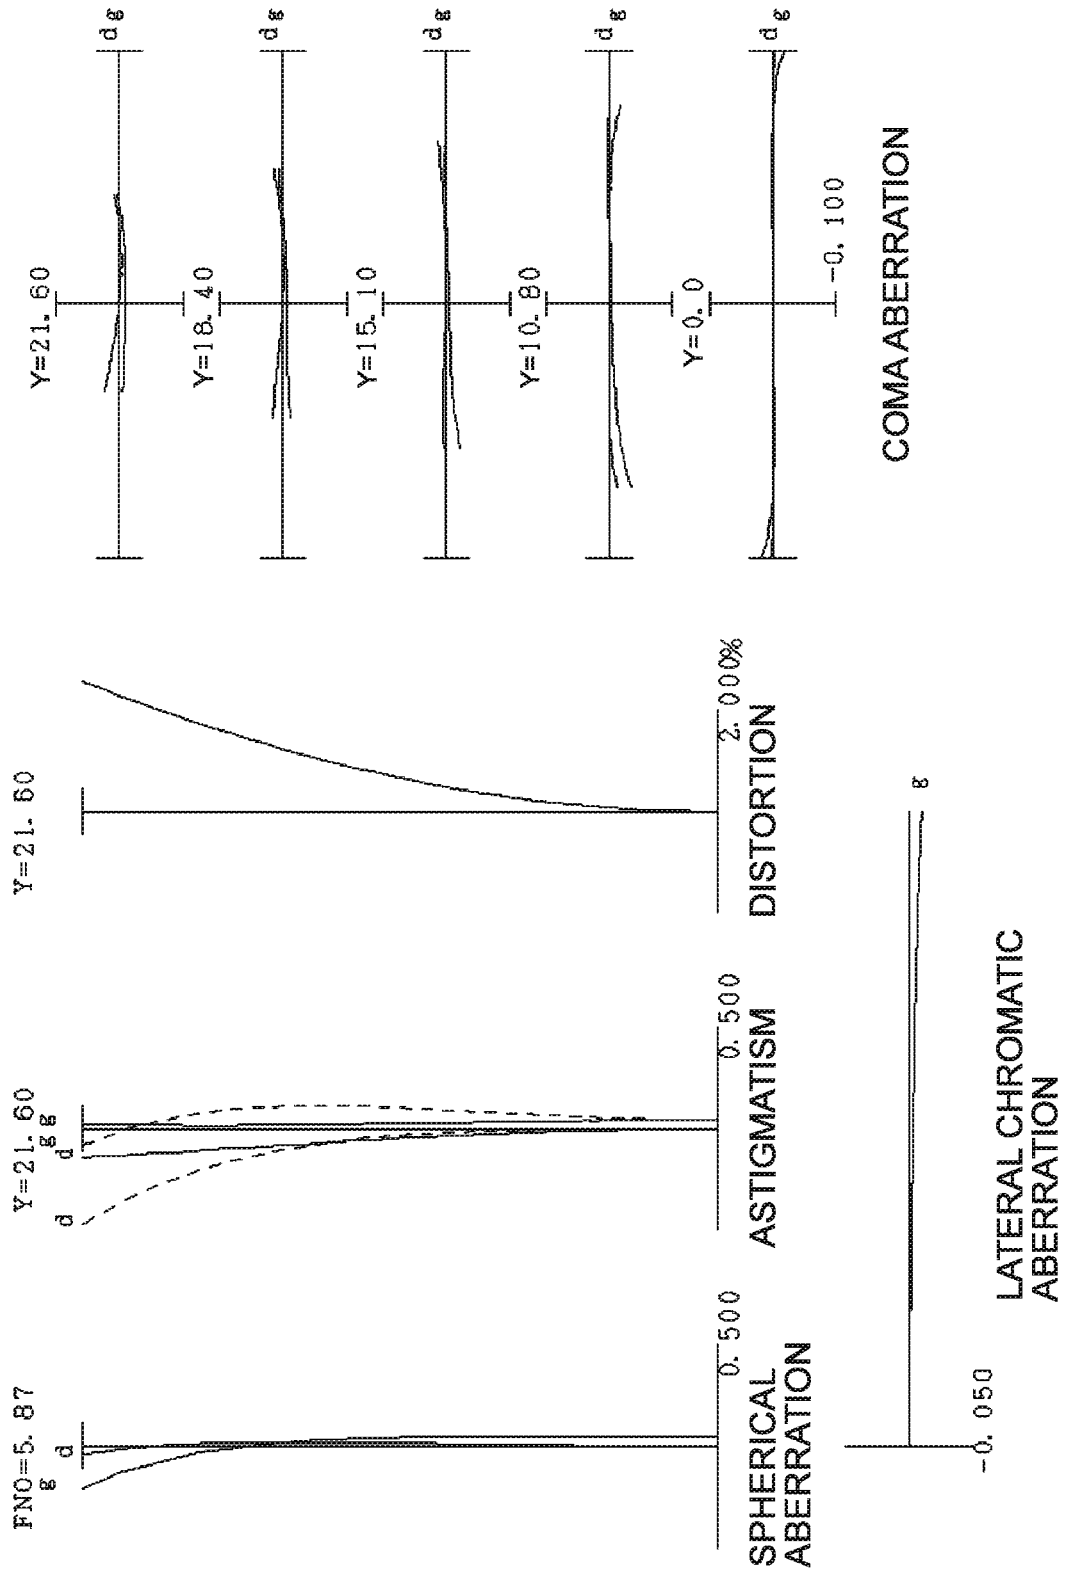 FNO=5.87
g d
0.500
SPHERICAL
ABERRATION
Y=21.60
d d g g
0.500
ASTIGMATISM
Y=21.60
2.000%
DISTORTION
Y=21.60
d g
Y=18.40
d g
Y=15.10
d g
Y=10.80
d g
Y=0.0
d g
-0.100
COMA ABERRATION
g
-0.050
LATERAL CHROMATIC
ABERRATION